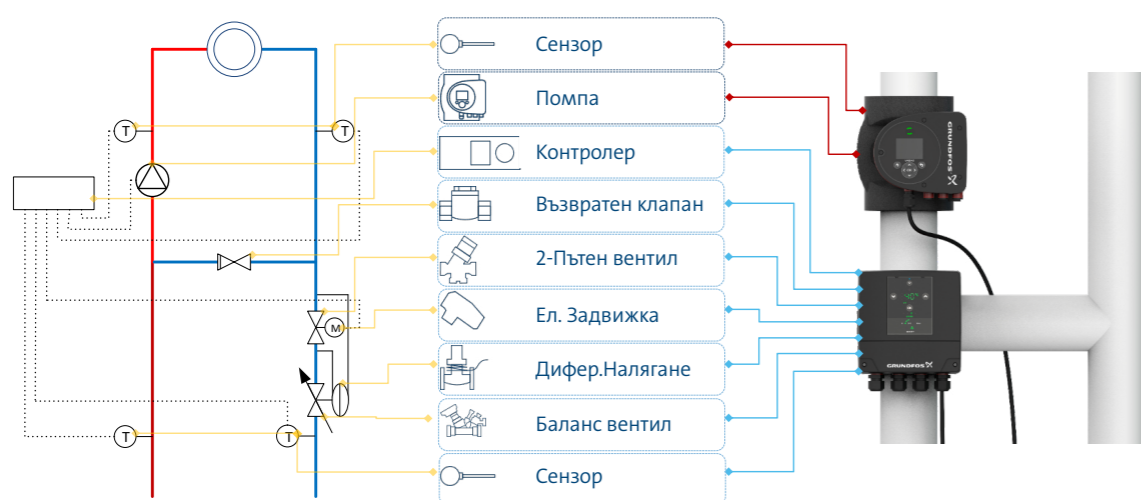 Сензор
Помпа
Контролер
Възвратен клапан
2-Пътен вентил
Ел. Задвижка
Дифер.Налягане
Баланс вентил
Сензор
T
T
M
T
T
GRUNDFOS
GRUNDFOS